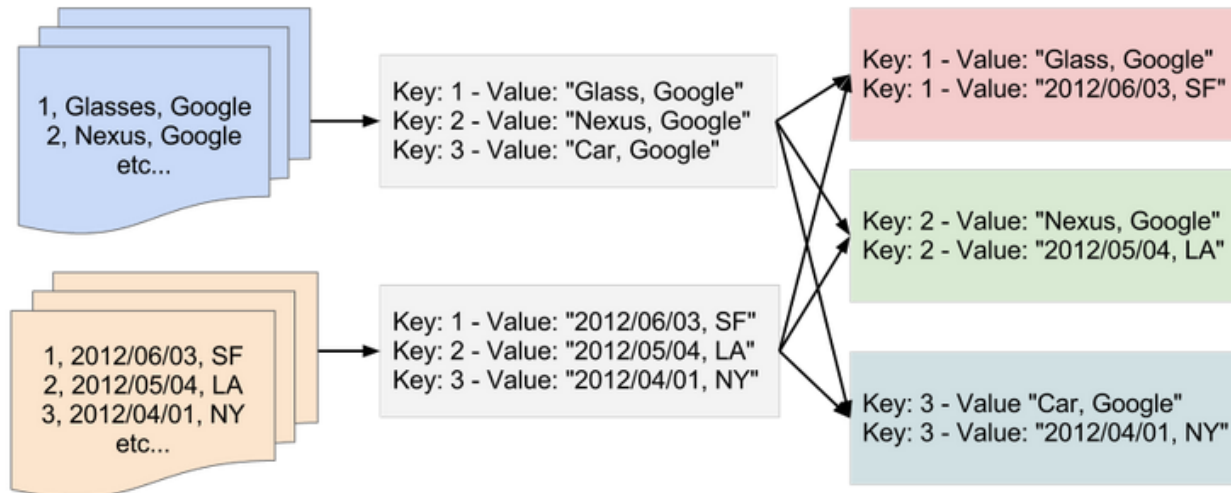 1, Glasses, Google
2, Nexus, Google
etc...
Key: 1 - Value: "Glass, Google"
Key: 2 - Value: "Nexus, Google"
Key: 3 - Value: "Car, Google"
Key: 1 - Value: "Glass, Google"
Key: 1 - Value: "2012/06/03, SF"
Key: 2 - Value: "Nexus, Google"
Key: 2 - Value: "2012/05/04, LA"
1, 2012/06/03, SF
2, 2012/05/04, LA
3, 2012/04/01, NY
etc...
Key: 1 - Value: "2012/06/03, SF"
Key: 2 - Value: "2012/05/04, LA"
Key: 3 - Value: "2012/04/01, NY"
Key: 3 - Value "Car, Google"
Key: 3 - Value: "2012/04/01, NY"